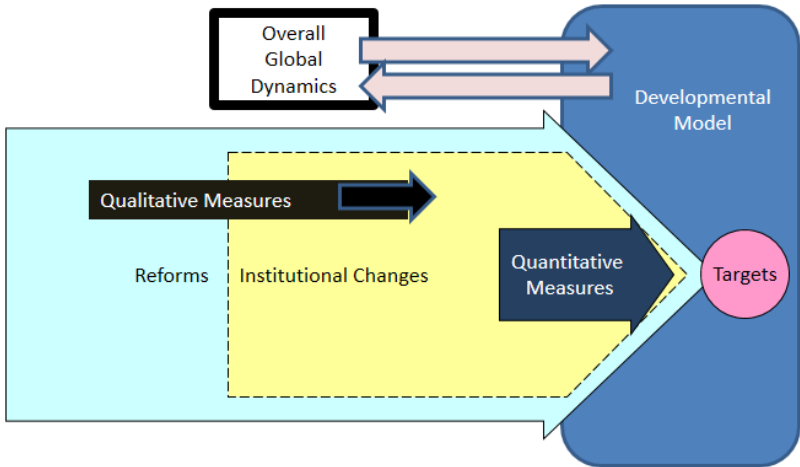 Overall
Global
Dynamics
Developmental
Model
Qualitative Measures
Reforms
Institutional Changes
Quantitative
Measures
Targets